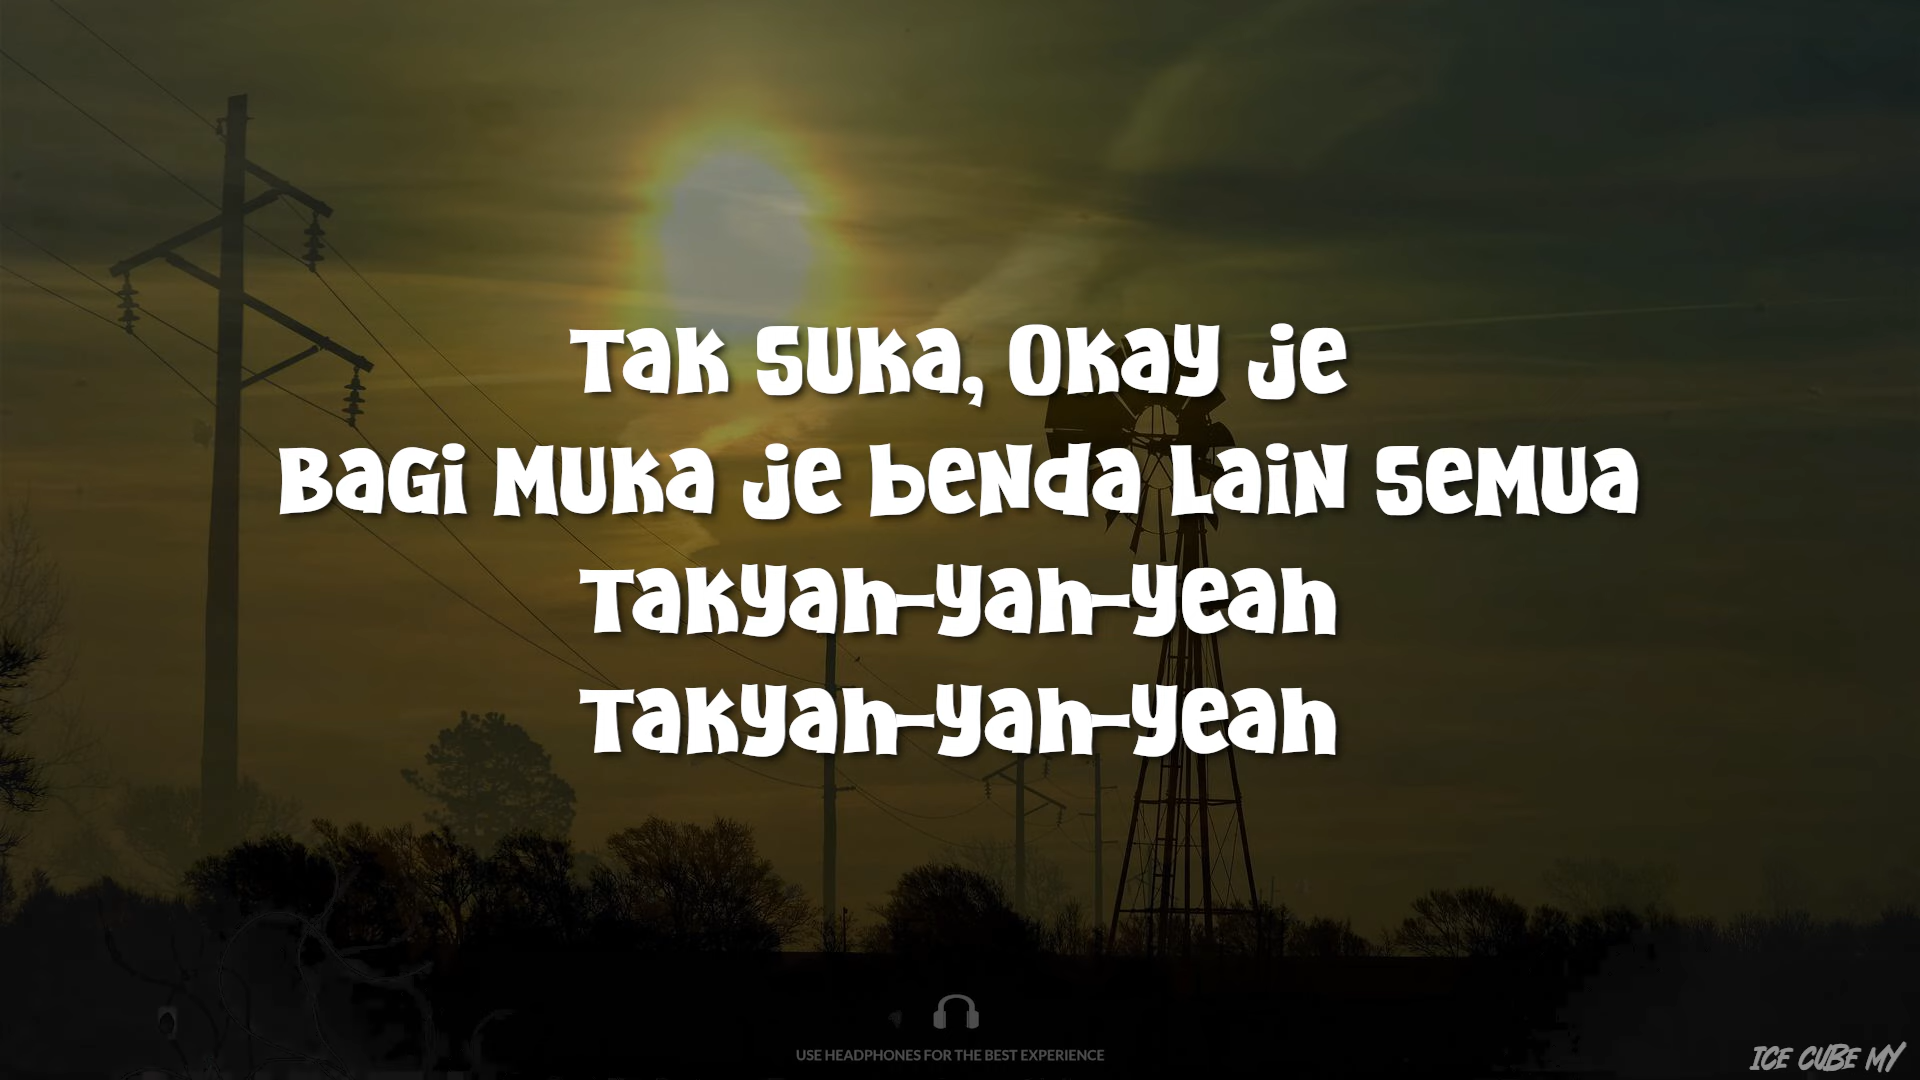 Tak suka, Okay je
Bagi muka je benda lain semua
Takyah-yah-yeah
Takyah-yah-yeah
USE HEADPHONES FOR THE BEST EXPERIENCE
ICE CUBE MY